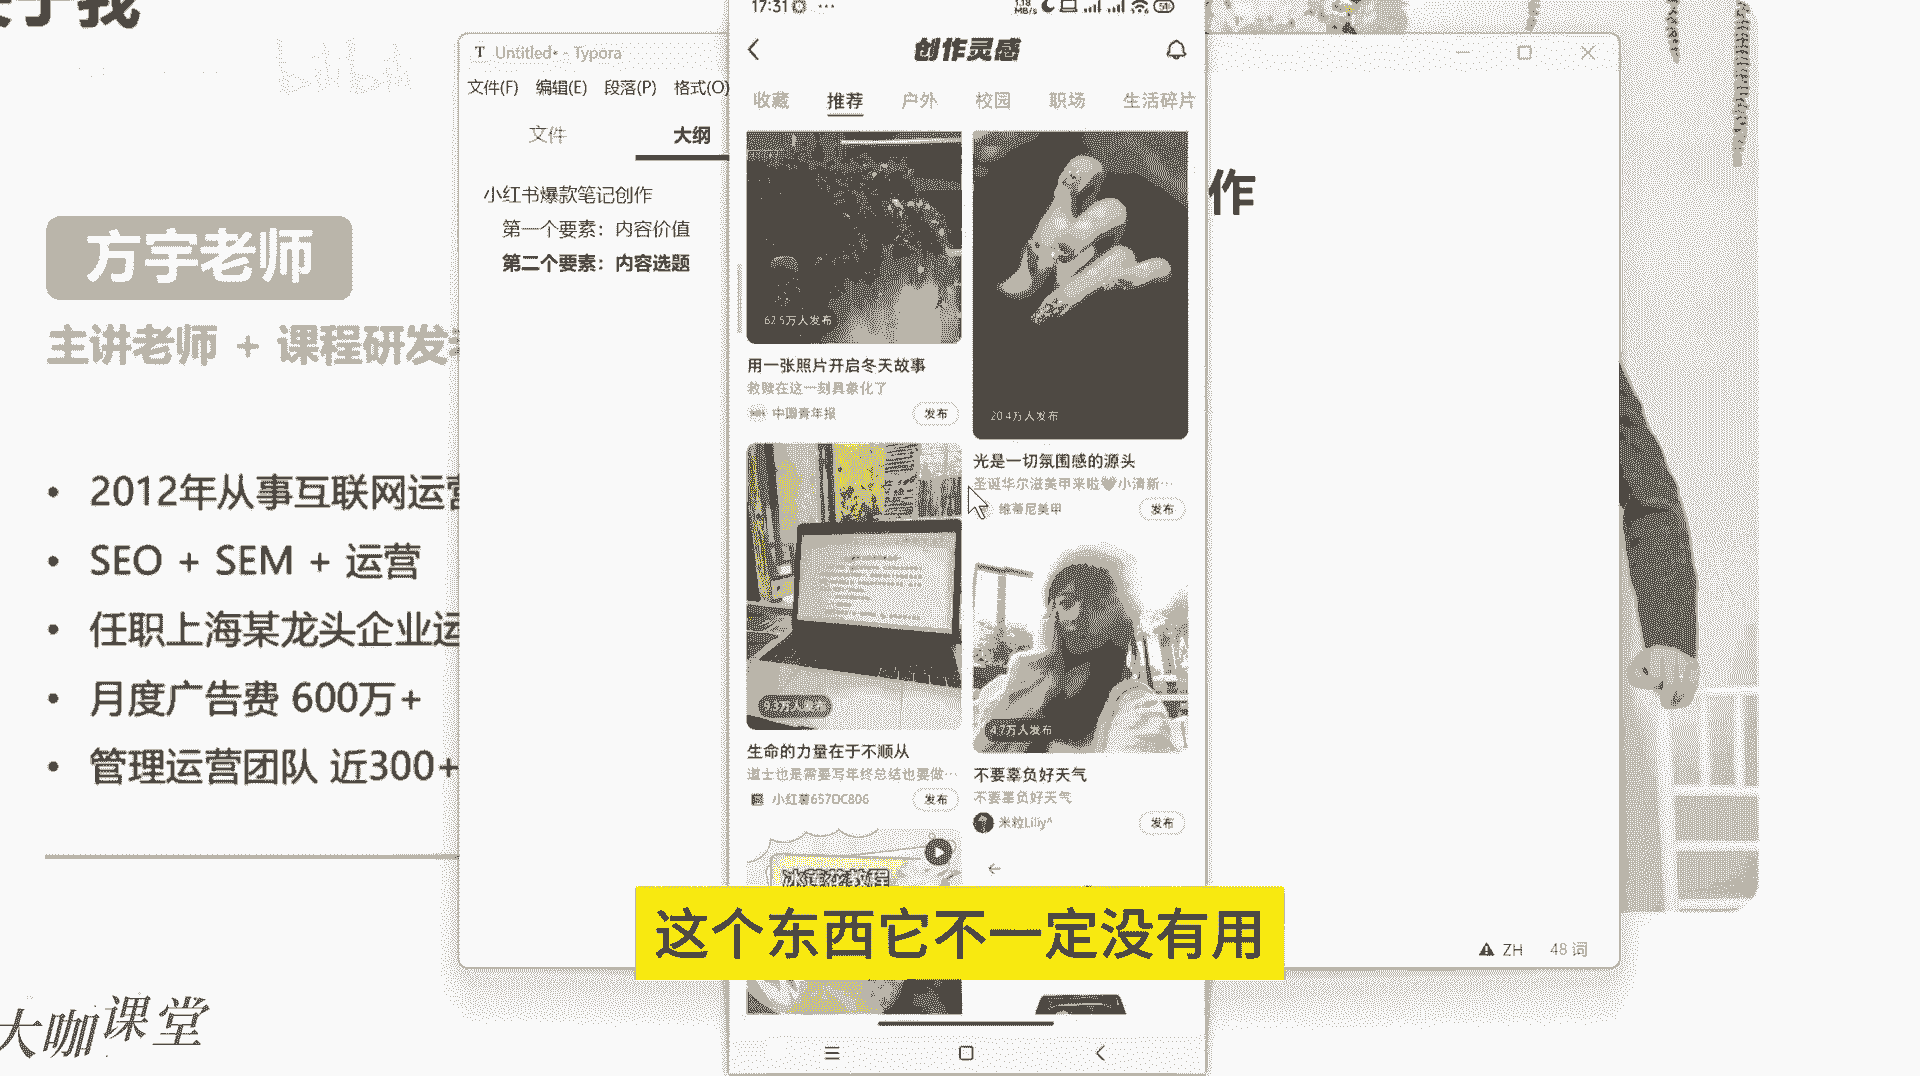 关于我
bilibili
方宇老师
主讲老师 + 课程研发者
2012年从事互联网运营
SEO + SEM + 运营
任职上海某龙头企业运
月度广告费 600万+
管理运营团队 近300+
大咖课堂
Untitled• - Typora
文件(F) 编辑(E) 段落(P) 格式(O)
文件 大纲
小红书爆款笔记创作
第一个要素：内容价值
第二个要素：内容选题
作
ZH 48 词
17:31
1.18 MB/s
创作灵感
收藏 推荐 户外 校园 职场 生活碎片
62.5万人发布
用一张照片开启冬天故事
救赎在这一刻具象化了
中国青年报 发布
20.4万人发布
光是一切氛围感的源头
圣诞华尔滋美甲来啦🤎小清新…
维蒂尼美甲 发布
9.3万人发布
生命的力量在于不顺从
道士也是需要写年终总结也要做…
小红薯657DC806 发布
4.7万人发布
不要辜负好天气
不要辜负好天气
米粒Liliy^ 发布
冰莲花教程
这个东西它不一定没有用